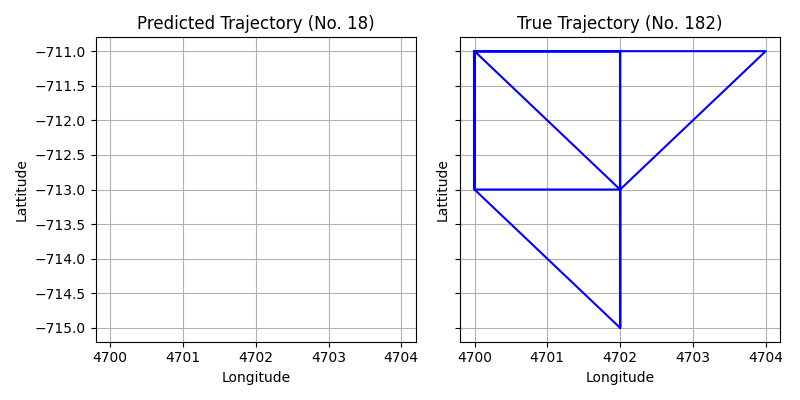 Predicted Trajectory (No. 18)
−711.0
−711.5
−712.0
−712.5
−713.0
−713.5
−714.0
−714.5
−715.0
Lattitude
4700 4701 4702 4703 4704
Longitude
True Trajectory (No. 182)
Lattitude
4700 4701 4702 4703 4704
Longitude